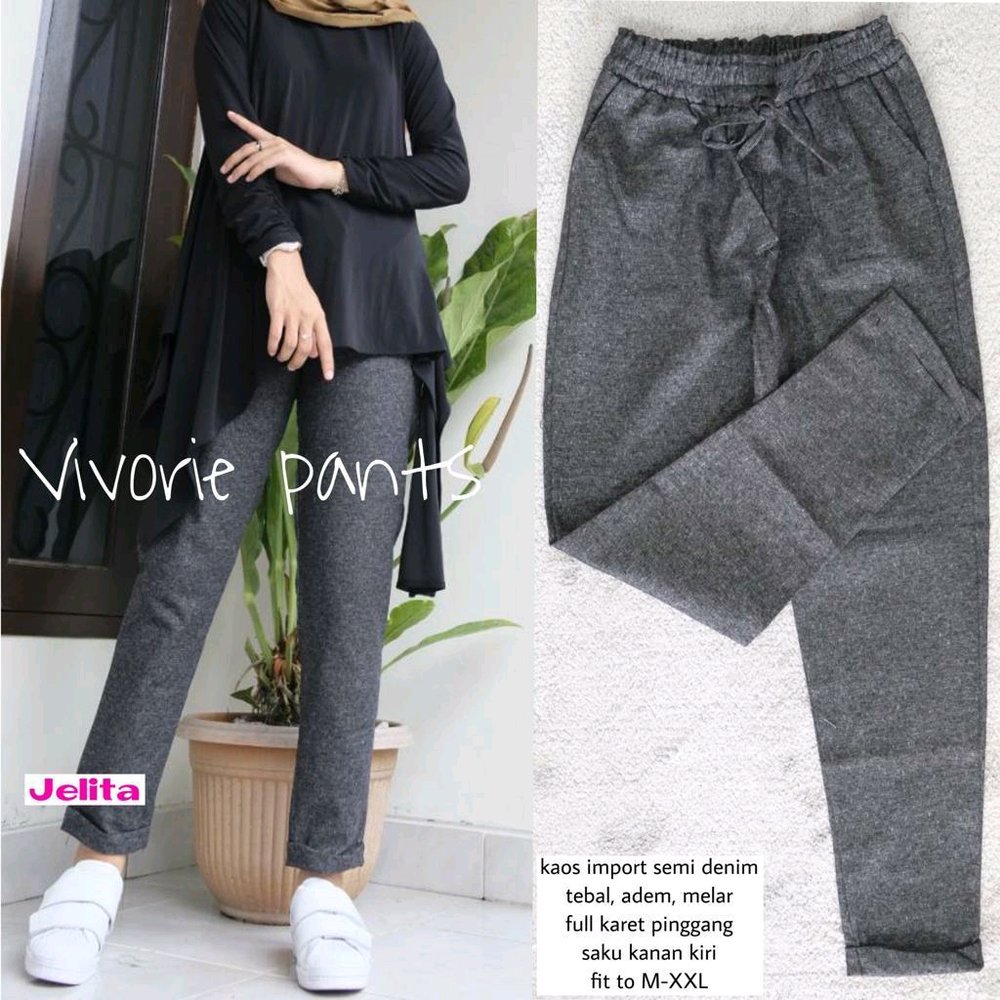 Vivorie pants
Jelita
kaos import semi denim
tebal, adem, melar
full karet pinggang
saku kanan kiri
fit to M-XXL